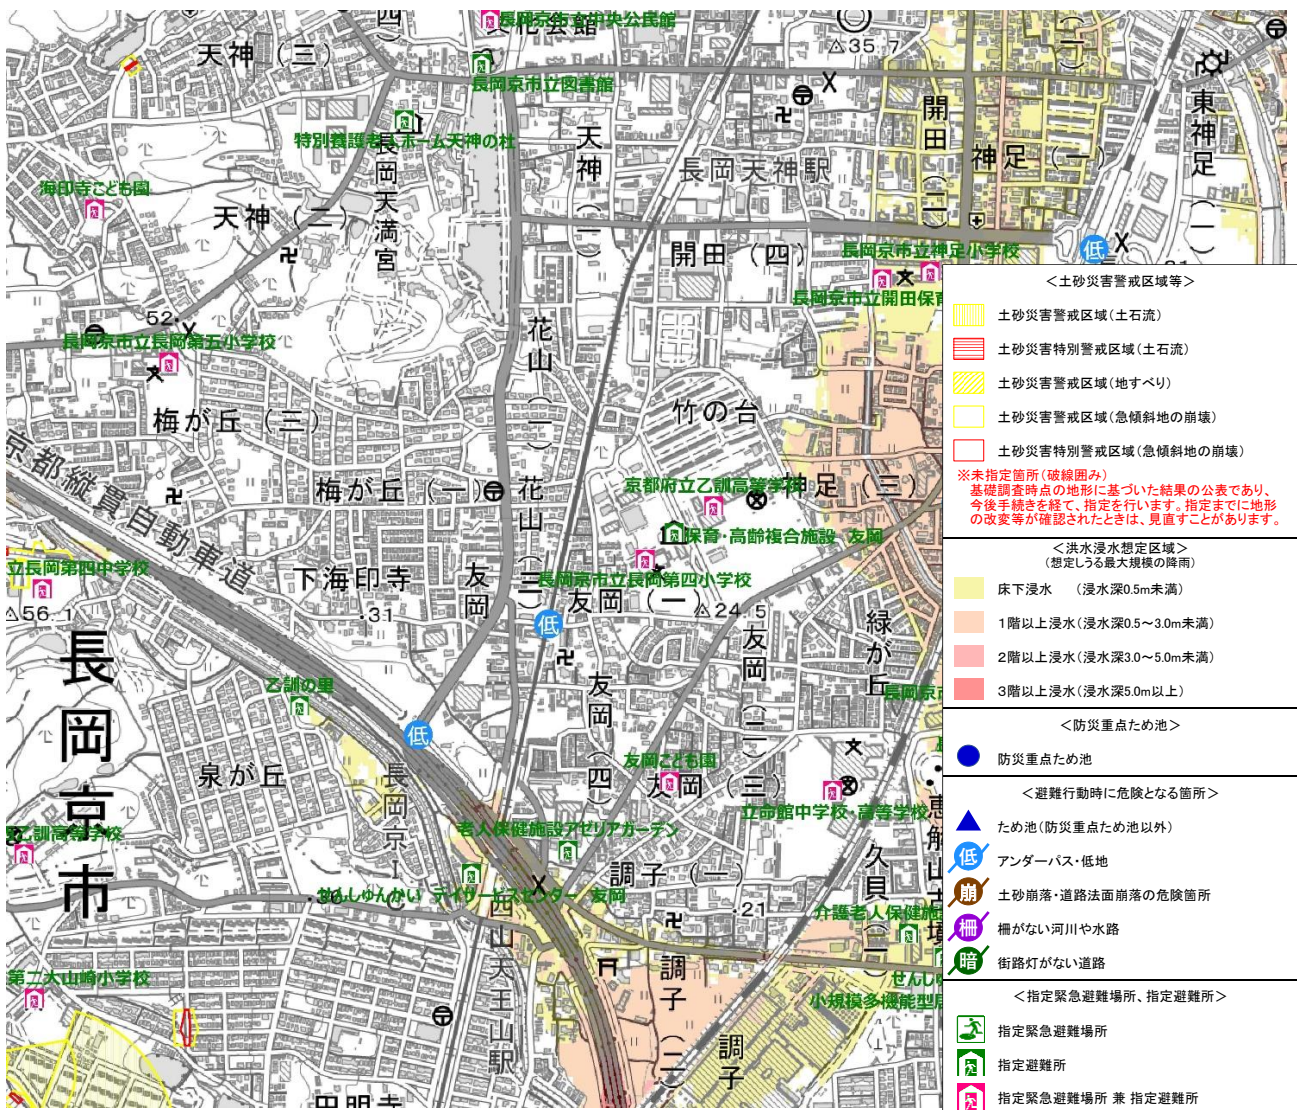 長岡京市立中央公民館
文化会館
天神(三)
35.7
長岡京市立図書館
開田(一)
東神足(一)
特別養護老人ホーム天神の杜
長岡天満宮
天神(一)
長岡天神駅
神足(一)
海印寺こども園
天神(二)
開田(四)
長岡京市立神足小学校
低
長岡京市立開田保育
52
長岡京市立長岡第五小学校
花山(一)
竹の台
梅が丘(三)
京都縦貫自動車道
梅が丘(一)
花山(三)
京都府立乙訓高等学校
神足(三)
保育・高齢複合施設 友岡
立長岡第四中学校
下海印寺
友岡
長岡京市立長岡第四小学校
友岡(一)
24.5
56.1
31
低
緑が丘
長岡京市
友岡(二)
乙訓の里
友岡(四)
長岡京市
低
泉が丘
長岡京IC
友岡こども園
友岡(三)
立命館中学校・高等学校
恵解山古墳
乙訓高等学校
老人保健施設アゼリアガーデン
調子(一)
久貝(二)
せんしゅんかい デイサービスセンター 友岡
21
介護老人保健施
西山天王山駅
第二大山崎小学校
調子(二)
せんしゅ
小規模多機能型居
調子
円明寺
<土砂災害警戒区域等>
土砂災害警戒区域(土石流)
土砂災害特別警戒区域(土石流)
土砂災害警戒区域(地すべり)
土砂災害警戒区域(急傾斜地の崩壊)
土砂災害特別警戒区域(急傾斜地の崩壊)
※未指定箇所(破線囲み)
基礎調査時点の地形に基づいた結果の公表であり、
今後手続きを経て、指定を行います。指定までに地形
の改変等が確認されたときは、見直すことがあります。
<洪水浸水想定区域>
(想定しうる最大規模の降雨)
床下浸水 (浸水深0.5m未満)
1階以上浸水(浸水深0.5~3.0m未満)
2階以上浸水(浸水深3.0~5.0m未満)
3階以上浸水(浸水深5.0m以上)
<防災重点ため池>
防災重点ため池
<避難行動時に危険となる箇所>
ため池(防災重点ため池以外)
低 アンダーパス・低地
崩 土砂崩落・道路法面崩落の危険箇所
柵 柵がない河川や水路
暗 街路灯がない道路
<指定緊急避難場所、指定避難所>
指定緊急避難場所
指定避難所
指定緊急避難場所 兼 指定避難所